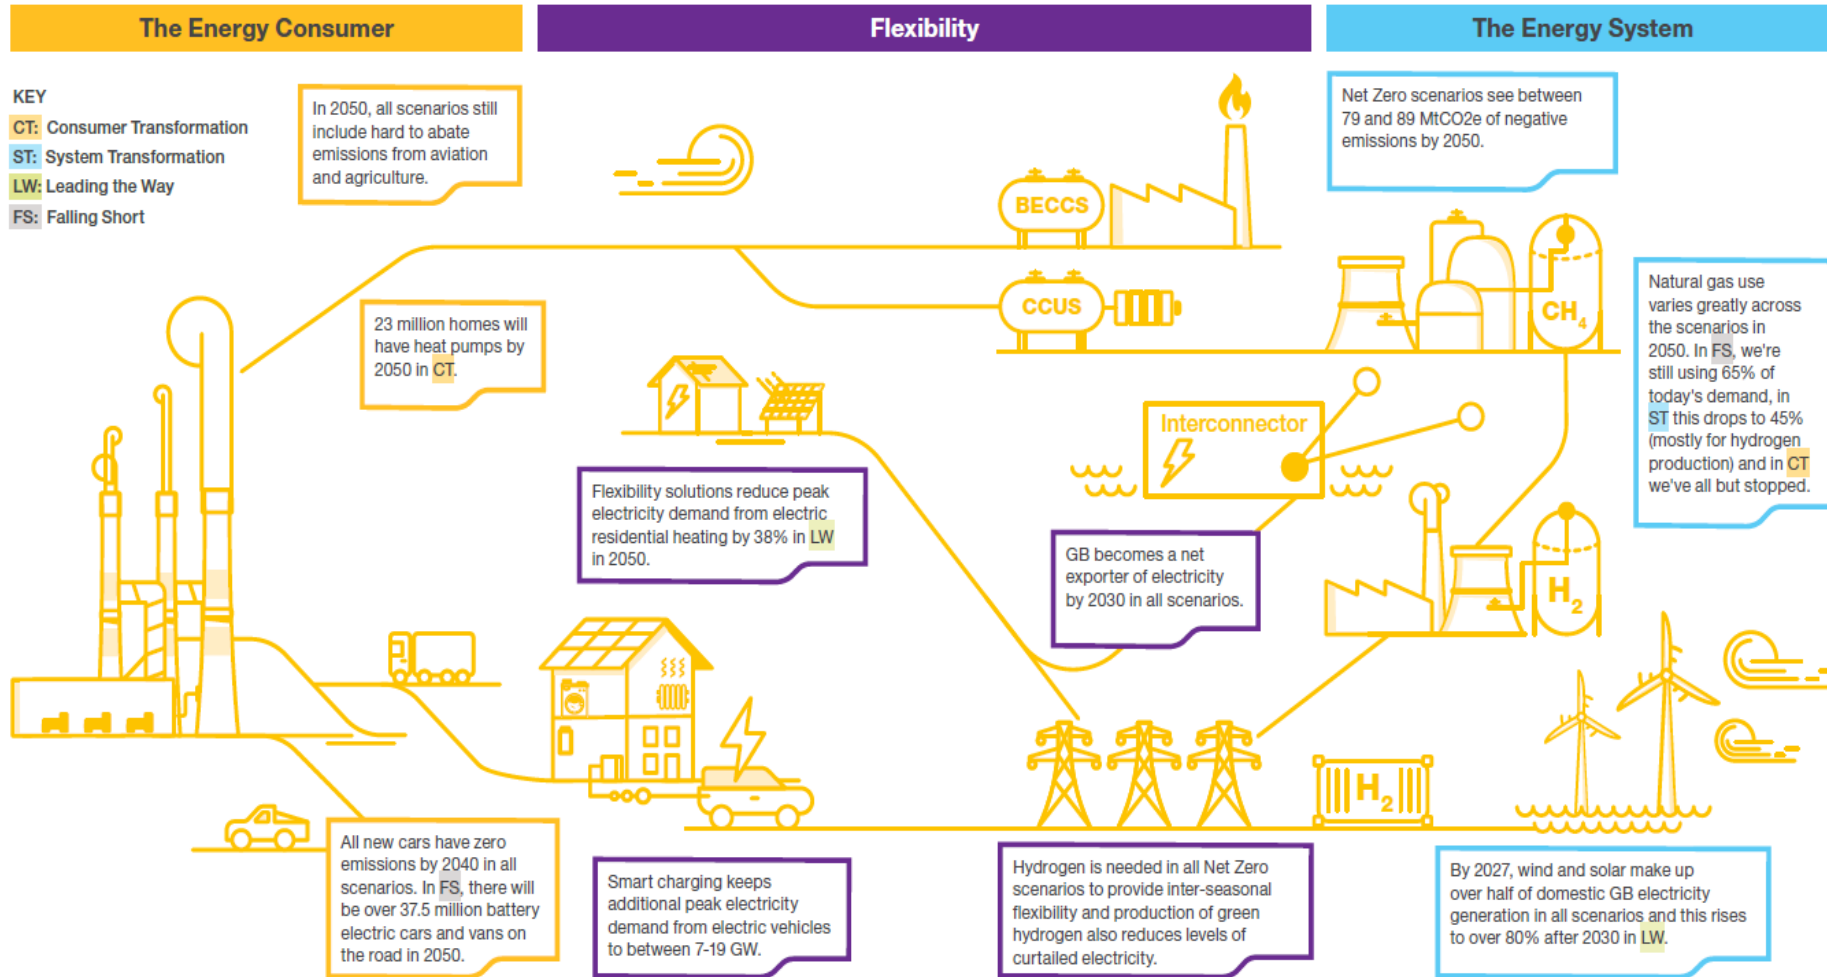 The Energy Consumer
Flexibility
The Energy System
KEY
CT: Consumer Transformation
ST: System Transformation
LW: Leading the Way
FS: Falling Short
In 2050, all scenarios still
include hard to abate
emissions from aviation
and agriculture.
23 million homes will
have heat pumps by
2050 in CT.
All new cars have zero
emissions by 2040 in all
scenarios. In FS, there will
be over 37.5 million battery
electric cars and vans on
the road in 2050.
BECCS
CCUS
Interconnector
Flexibility solutions reduce peak
electricity demand from electric
residential heating by 38% in LW
in 2050.
GB becomes a net
exporter of electricity
by 2030 in all scenarios.
Smart charging keeps
additional peak electricity
demand from electric vehicles
to between 7-19 GW.
Hydrogen is needed in all Net Zero
scenarios to provide inter-seasonal
flexibility and production of green
hydrogen also reduces levels of
curtailed electricity.
Net Zero scenarios see between
79 and 89 MtCO2e of negative
emissions by 2050.
CH4
Natural gas use
varies greatly across
the scenarios in
2050. In FS, we're
still using 65% of
today's demand, in
ST this drops to 45%
(mostly for hydrogen
production) and in CT
we've all but stopped.
H2
H2
By 2027, wind and solar make up
over half of domestic GB electricity
generation in all scenarios and this rises
to over 80% after 2030 in LW.